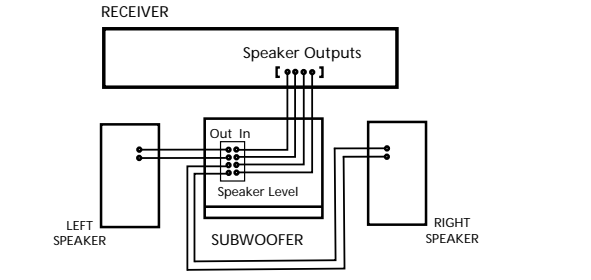 RECEIVER
Speaker Outputs
Out In
Speaker Level
LEFT
SPEAKER
RIGHT
SPEAKER
SUBWOOFER